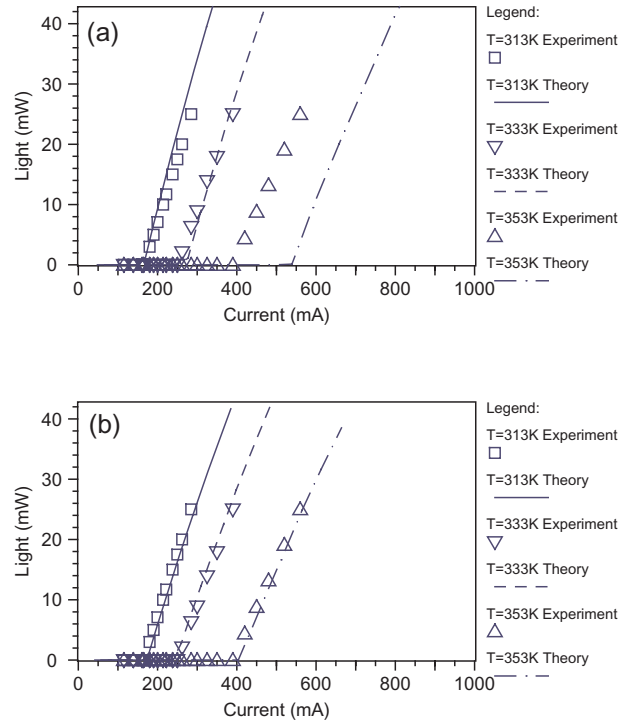 (a)
40
30
20
10
0
Light (mW)
0 200 400 600 800 1000
Current (mA)
Legend:
T=313K Experiment
T=313K Theory
T=333K Experiment
T=333K Theory
T=353K Experiment
T=353K Theory
(b)
40
30
20
10
0
Light (mW)
0 200 400 600 800 1000
Current (mA)
Legend:
T=313K Experiment
T=313K Theory
T=333K Experiment
T=333K Theory
T=353K Experiment
T=353K Theory